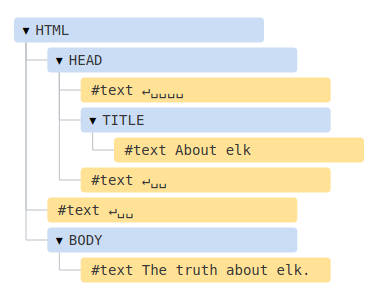 ▾ HTML
▾ HEAD
#text ↵␣␣␣␣
▾ TITLE
#text About elk
#text ↵␣␣
#text ↵␣␣
▾ BODY
#text The truth about elk.